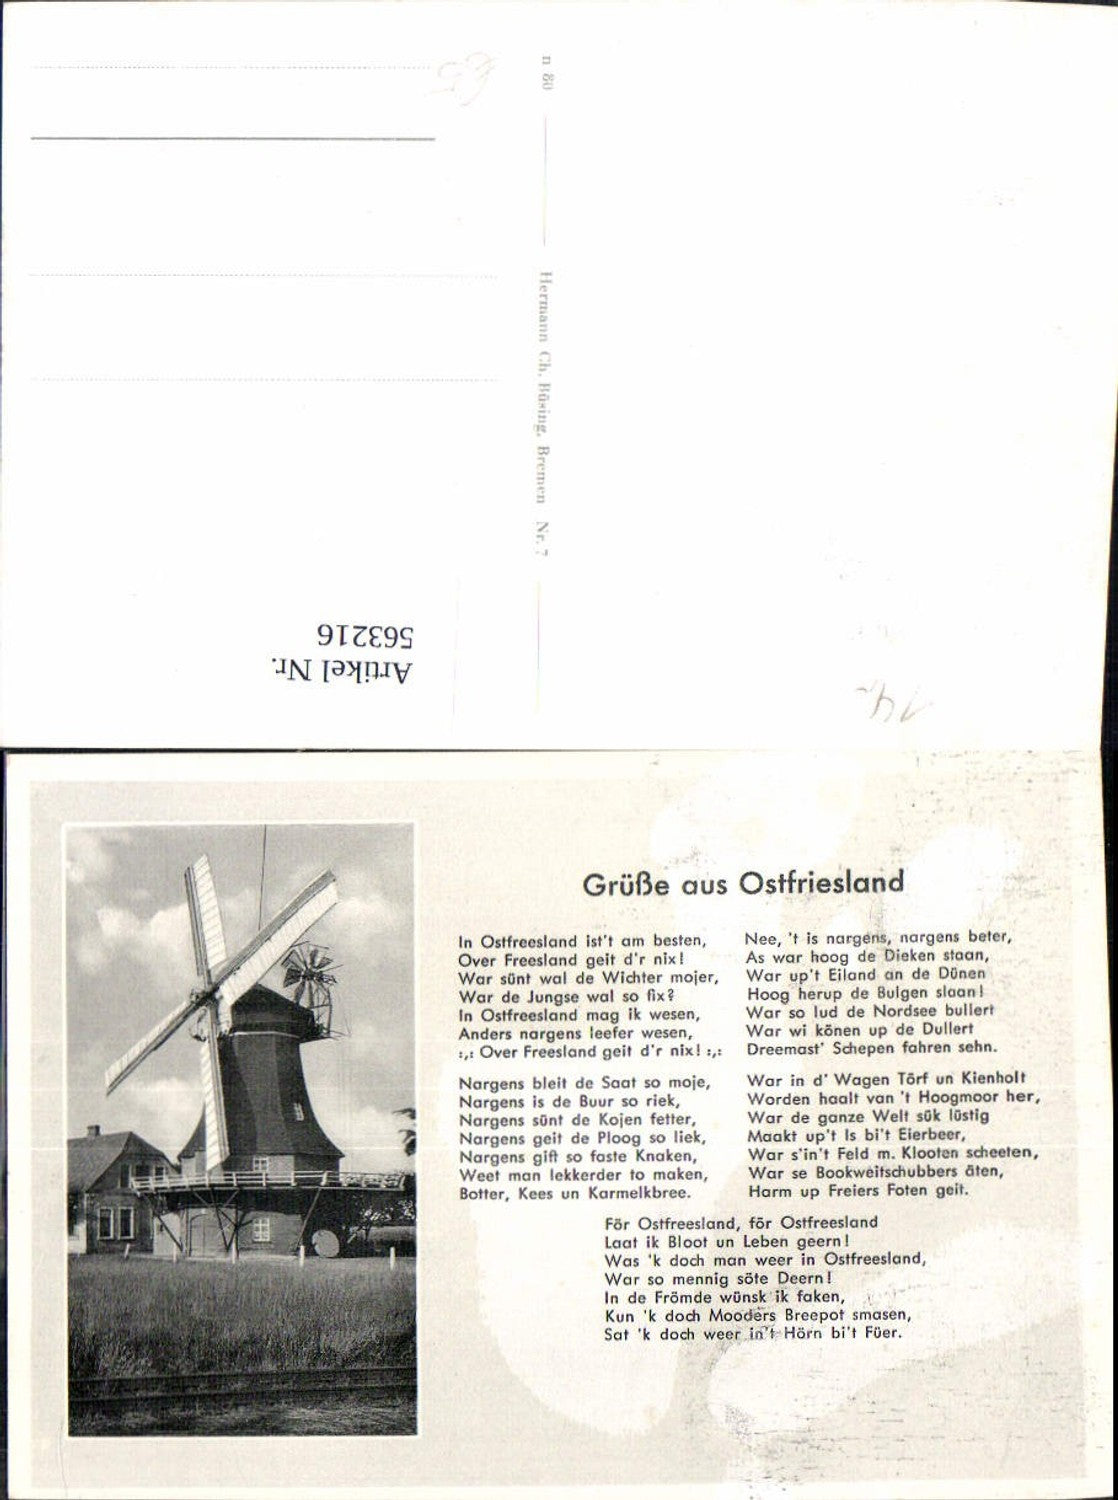 n 80
Hermann Ch. Büsing, Bremen Nr. 7
Artikel Nr.
563216
14,-
Grüße aus Ostfriesland
In Ostfreesland ist't am besten,
Over Freesland geit d'r nix!
War sünt wal de Wichter mojer,
War de Jungse wal so fix?
In Ostfreesland mag ik wesen,
Anders nargens leefer wesen,
:,: Over Freesland geit d'r nix! :,:
Nargens bleit de Saat so moje,
Nargens is de Buur so riek,
Nargens sünt de Kojen fetter,
Nargens geit de Ploog so liek,
Nargens gift so faste Knaken,
Weet man lekkerder to maken,
Botter, Kees un Karmelkbree.
Nee, 't is nargens, nargens beter,
As war hoog de Dieken staan,
War up't Eiland an de Dünen
Hoog herup de Bulgen slaan!
War so lud de Nordsee bullert
War wi könen up de Dullert
Dreemast' Schepen fahren sehn.
War in d' Wagen Törf un Kienholt
Worden haalt van 't Hoogmoor her,
War de ganze Welt sük lüstig
Maakt up't Is bi't Eierbeer,
War s'in't Feld m. Klooten scheeten,
War se Bookweitschubbers äten,
Harm up Freiers Foten geit.
För Ostfreesland, för Ostfreesland
Laat ik Bloot un Leben geern!
Was 'k doch man weer in Ostfreesland,
War so mennig söte Deern!
In de Frömde wünsk ik faken,
Kun 'k doch Mooders Breepot smasen,
Sat 'k doch weer in't Hörn bi't Füer.